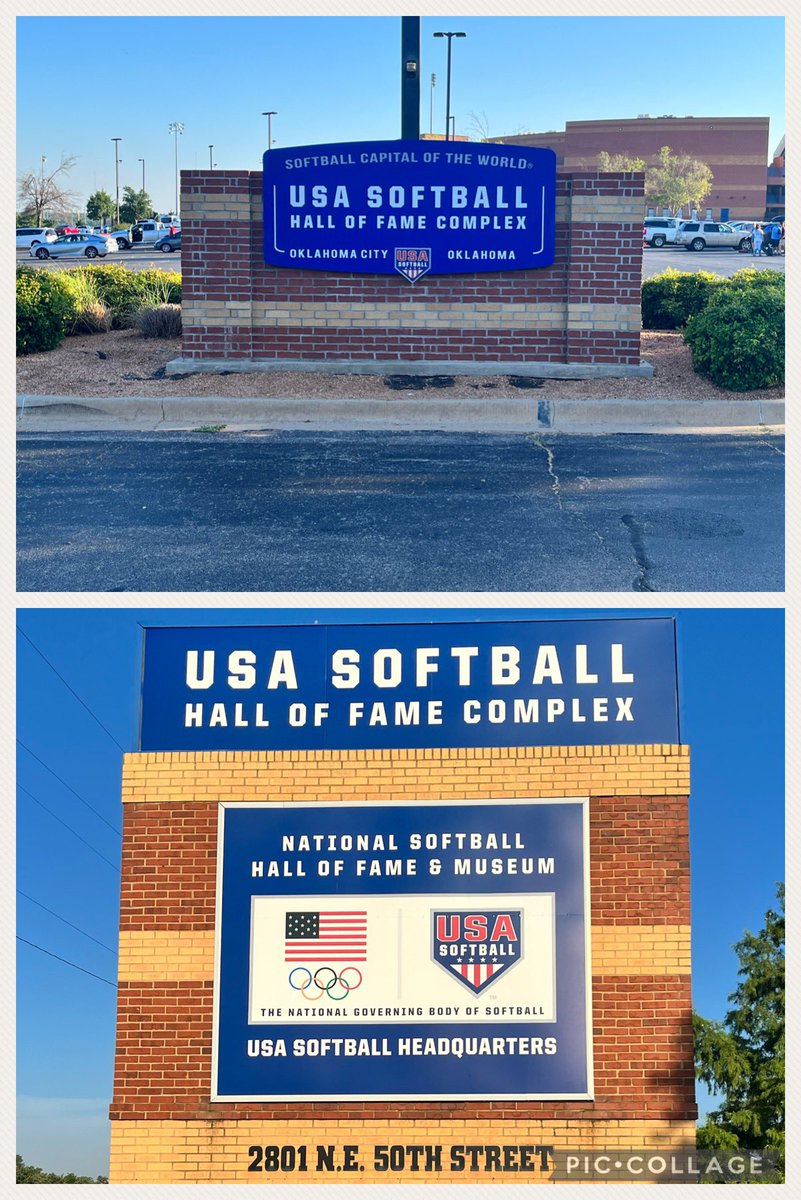 SOFTBALL CAPITAL OF THE WORLD®
USA SOFTBALL
HALL OF FAME COMPLEX
OKLAHOMA CITY USA SOFTBALL OKLAHOMA
USA SOFTBALL
HALL OF FAME COMPLEX
NATIONAL SOFTBALL
HALL OF FAME & MUSEUM
USA
SOFTBALL
TM
THE NATIONAL GOVERNING BODY OF SOFTBALL
USA SOFTBALL HEADQUARTERS
2801 N.E. 50TH STREET
PIC•COLLAGE